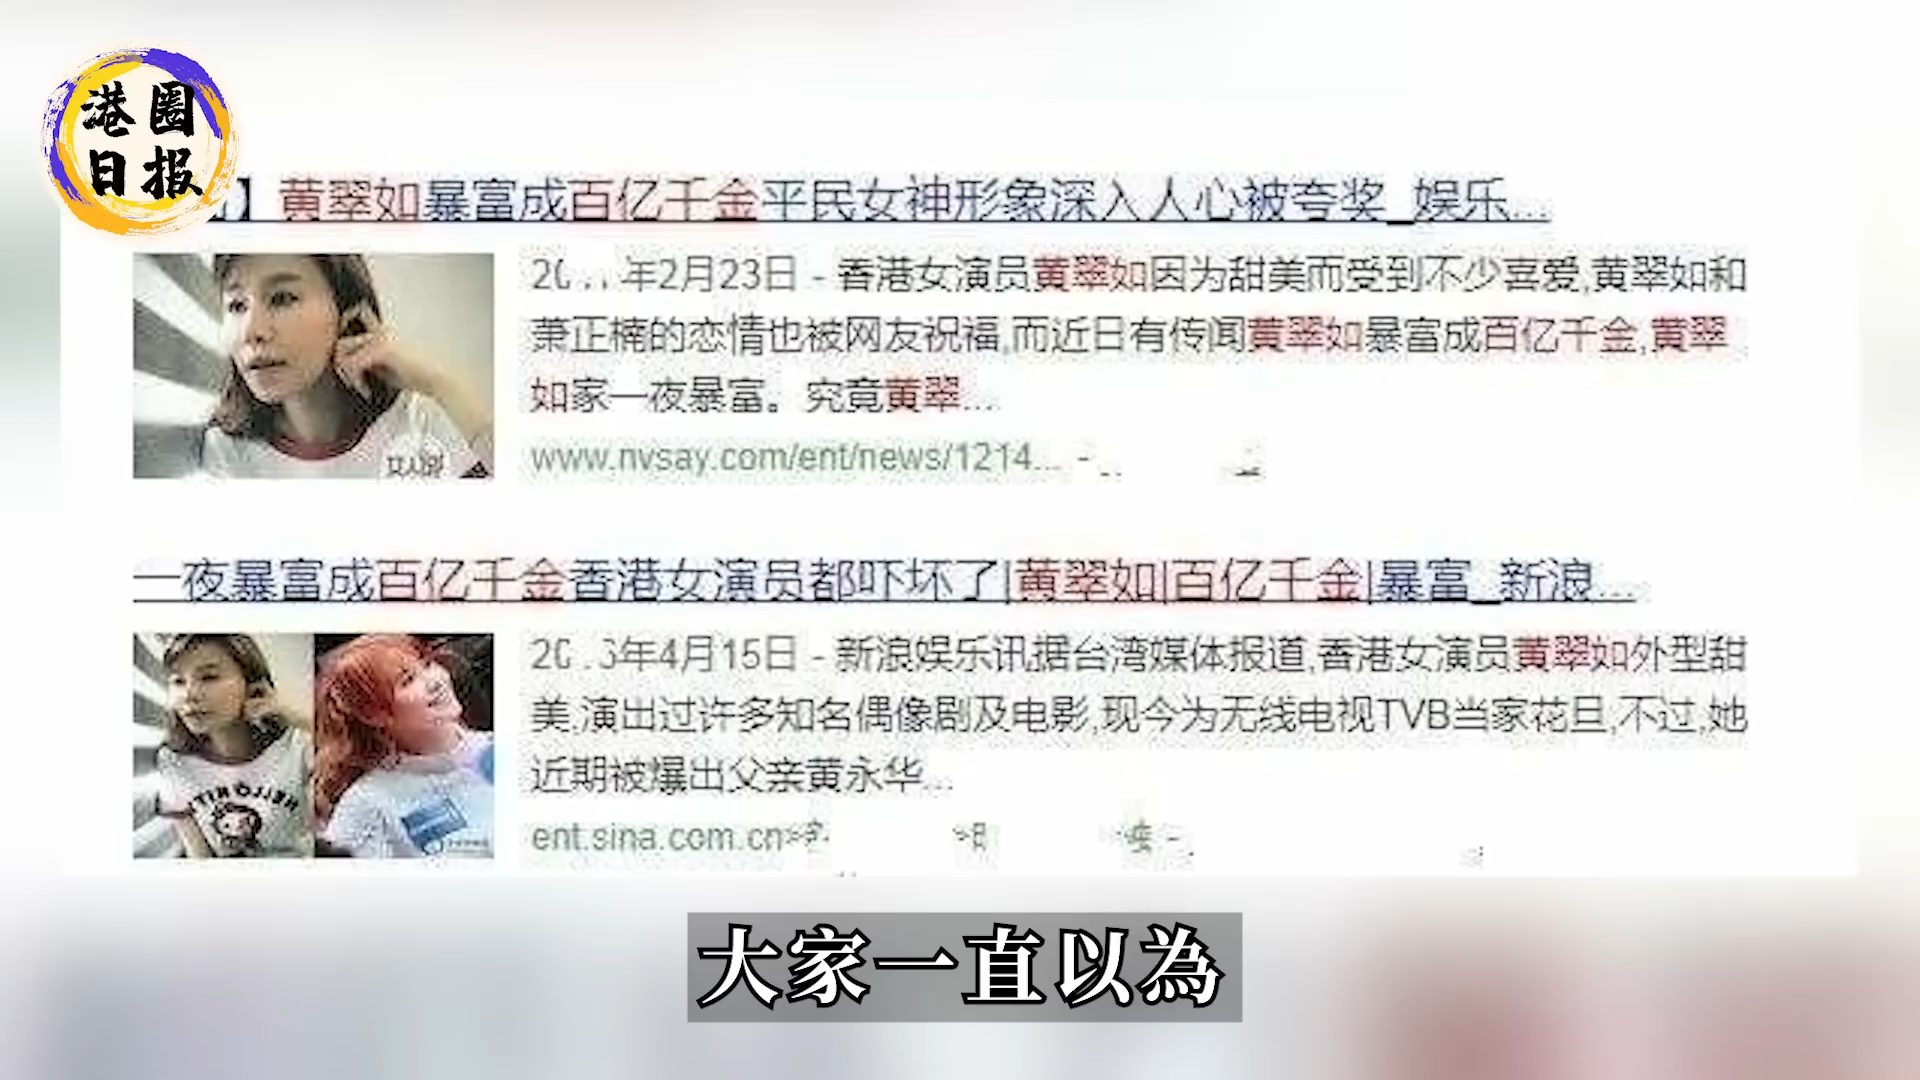 港圈
日报
】黄翠如暴富成百亿千金平民女神形象深入人心被夸奖_娱乐...
年2月23日 - 香港女演员黄翠如因为甜美而受到不少喜爱,黄翠如和
萧正楠的恋情也被网友祝福,而近日有传闻黄翠如暴富成百亿千金,黄翠
如家一夜暴富。究竟黄翠...
www.nvsay.com/ent/news/1214...
一夜暴富成百亿千金香港女演员都吓坏了|黄翠如|百亿千金|暴富_新浪...
6年4月15日 - 新浪娱乐讯据台湾媒体报道,香港女演员黄翠如外型甜
美,演出过许多知名偶像剧及电影,现今为无线电视TVB当家花旦,不过,她
近期被爆出父亲黄永华...
ent.sina.com.cn
大家一直以為